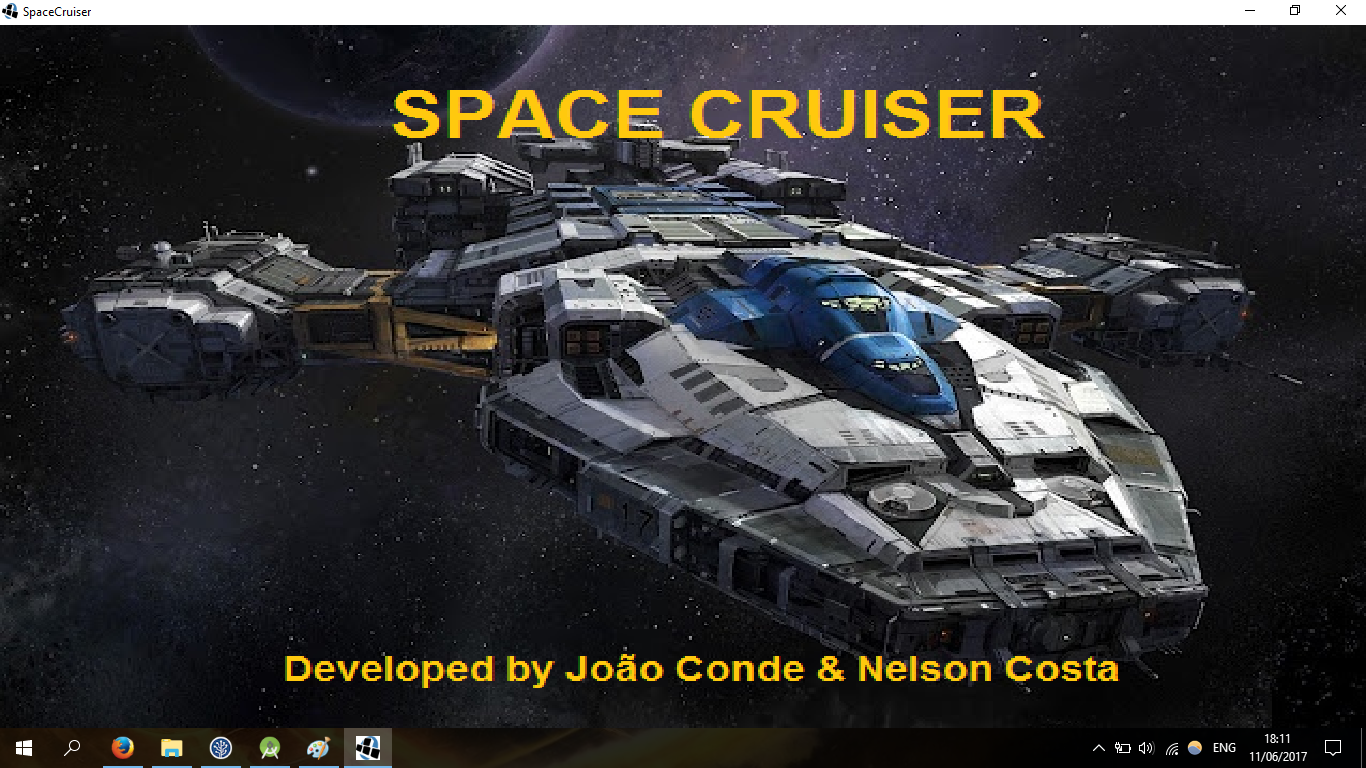 SpaceCruiser
SPACE CRUISER
17
Developed by João Conde & Nelson Costa
ENG
18:11
11/06/2017